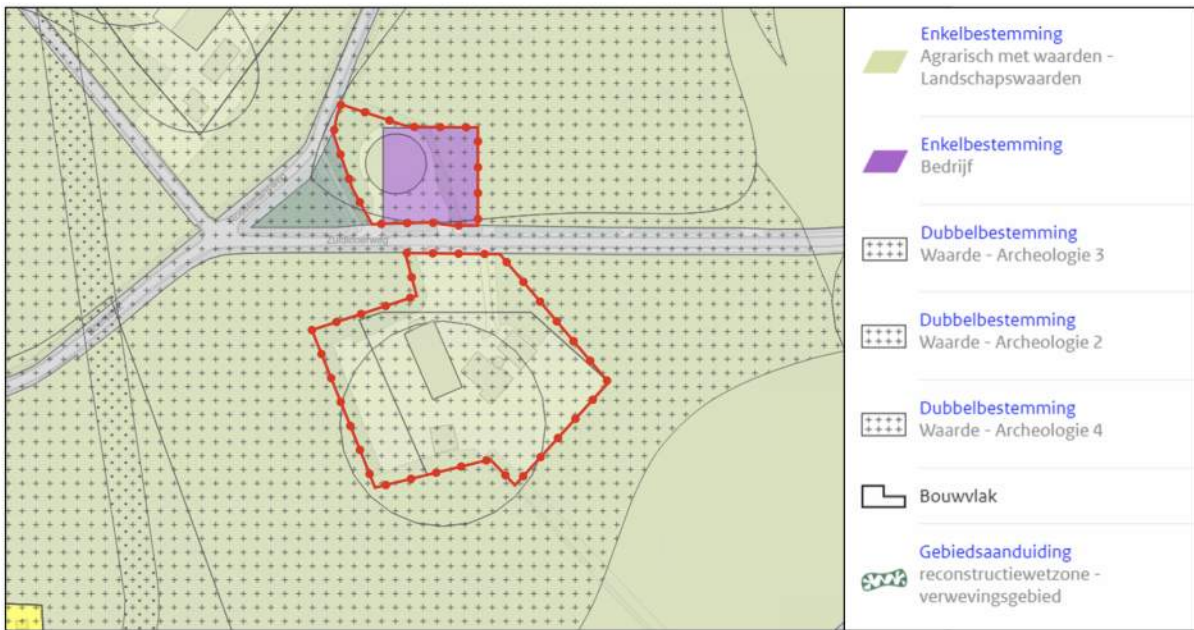 Enkelbestemming
Agrarisch met waarden -
Landschapswaarden
Enkelbestemming
Bedrijf
Dubbelbestemming
Waarde - Archeologie 3
Dubbelbestemming
Waarde - Archeologie 2
Dubbelbestemming
Waarde - Archeologie 4
Bouwvlak
Gebiedsaanduiding
reconstructiewetzone -
verwevingsgebied